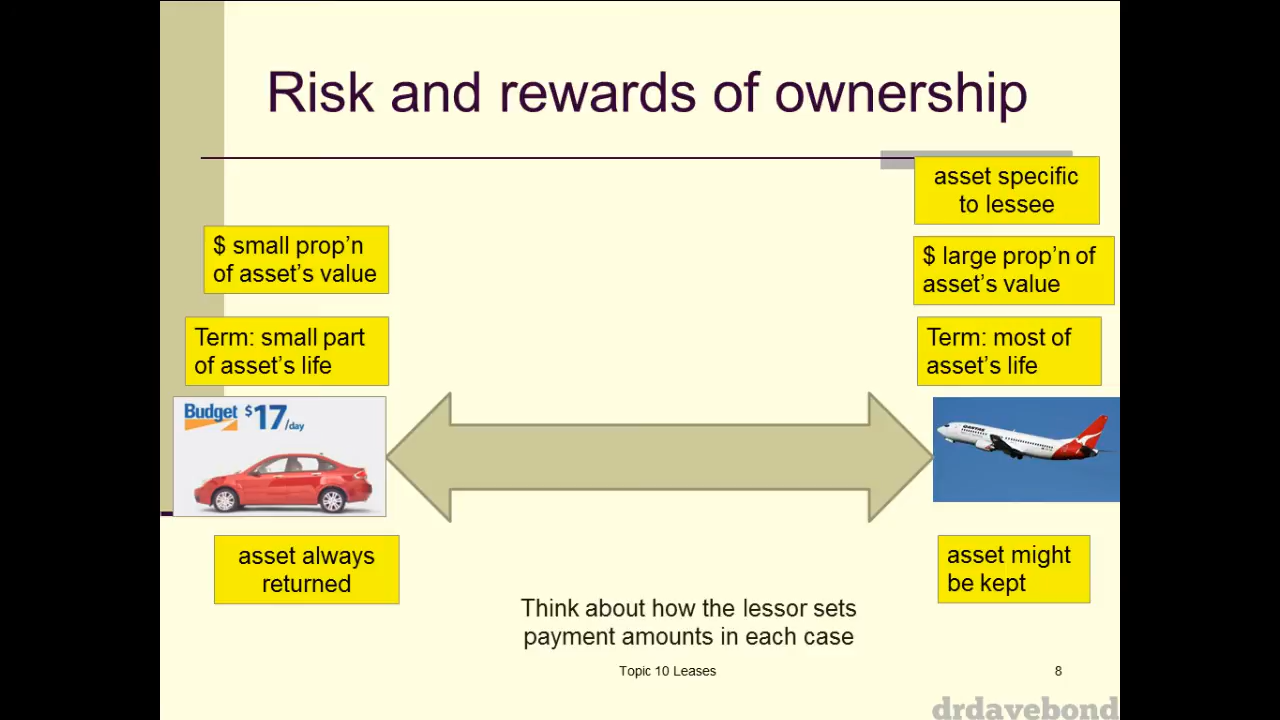 Risk and rewards of ownership
asset specific
to lessee
$ small prop’n
of asset’s value
$ large prop’n of
asset’s value
Term: small part
of asset’s life
Term: most of
asset’s life
Budget $17/day
QANTAS
asset always
returned
asset might
be kept
Think about how the lessor sets
payment amounts in each case
Topic 10 Leases
8
drdavebond